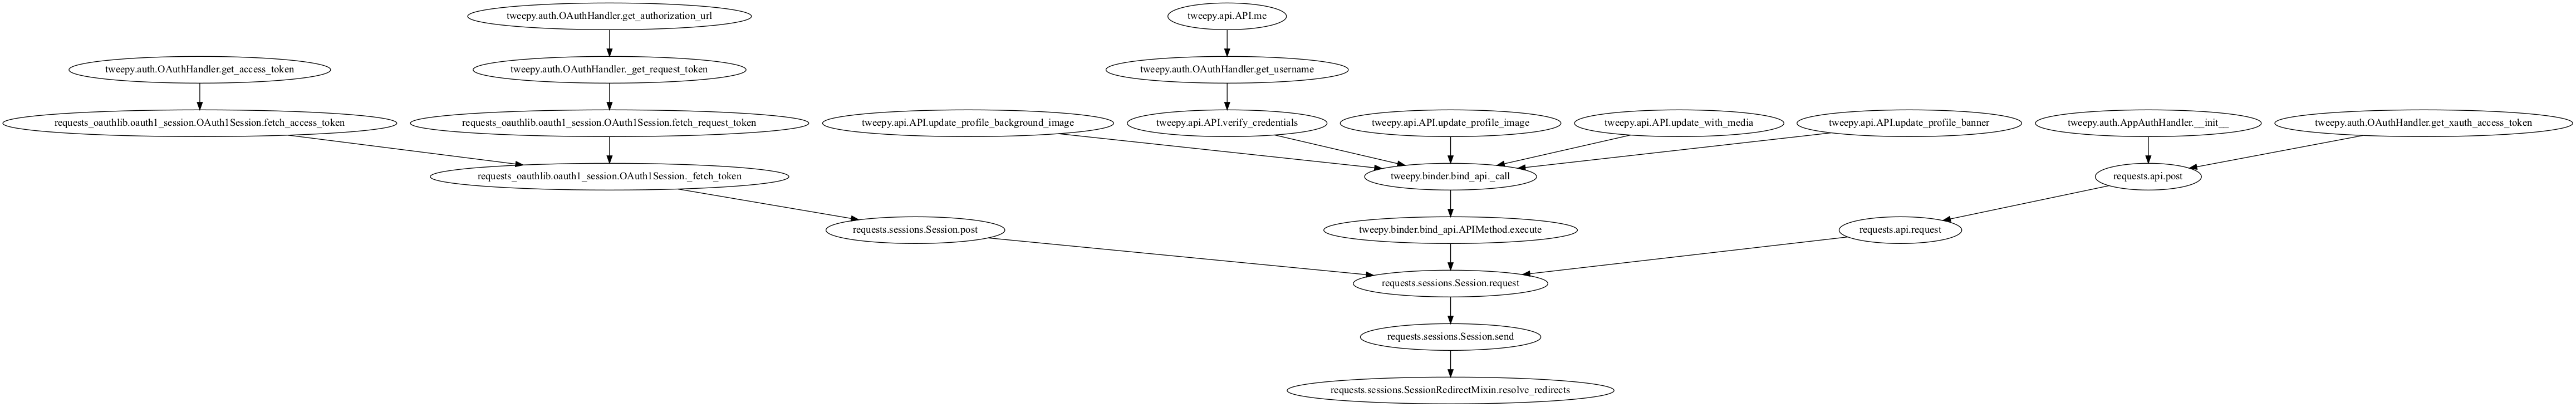 tweepy.auth.OAuthHandler.get_authorization_url
tweepy.api.API.me
tweepy.auth.OAuthHandler.get_access_token
tweepy.auth.OAuthHandler._get_request_token
tweepy.auth.OAuthHandler.get_username
requests_oauthlib.oauth1_session.OAuth1Session.fetch_access_token
requests_oauthlib.oauth1_session.OAuth1Session.fetch_request_token
tweepy.api.API.update_profile_background_image
tweepy.api.API.verify_credentials
tweepy.api.API.update_profile_image
tweepy.api.API.update_with_media
tweepy.api.API.update_profile_banner
tweepy.auth.AppAuthHandler.__init__
tweepy.auth.OAuthHandler.get_xauth_access_token
requests_oauthlib.oauth1_session.OAuth1Session._fetch_token
tweepy.binder.bind_api._call
requests.api.post
requests.sessions.Session.post
tweepy.binder.bind_api.APIMethod.execute
requests.api.request
requests.sessions.Session.request
requests.sessions.Session.send
requests.sessions.SessionRedirectMixin.resolve_redirects